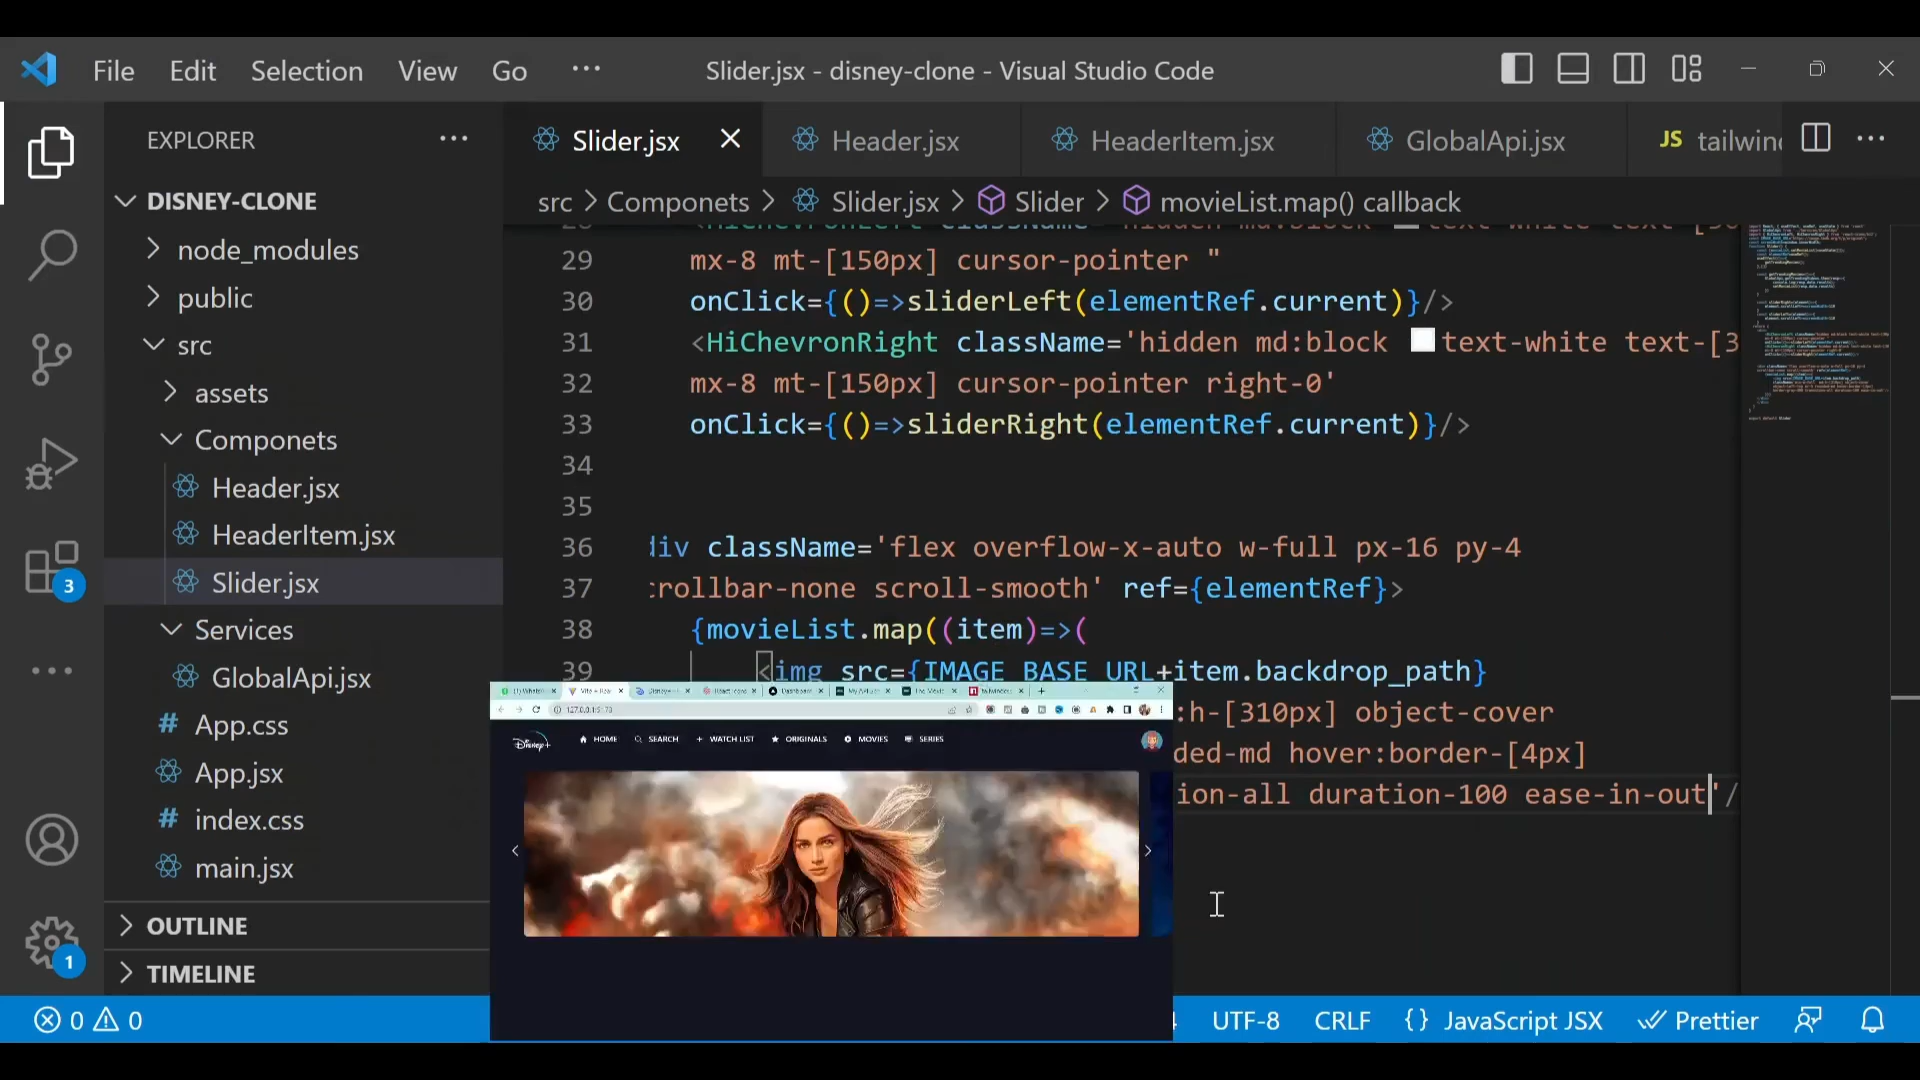 File Edit Selection View Go ··· Slider.jsx - disney-clone - Visual Studio Code
EXPLORER ···
Slider.jsx Header.jsx HeaderItem.jsx GlobalApi.jsx JS tailwin
src > Componets > Slider.jsx > Slider > movieList.map() callback
DISNEY-CLONE
node_modules
public
src
assets
Componets
Header.jsx
HeaderItem.jsx
Slider.jsx
Services
GlobalApi.jsx
# App.css
App.jsx
# index.css
main.jsx
OUTLINE
TIMELINE
29 mx-8 mt-[150px] cursor-pointer "
30 onClick={()=>sliderLeft(elementRef.current)}/>
31 <HiChevronRight className='hidden md:block text-white text-[3
32 mx-8 mt-[150px] cursor-pointer right-0'
33 onClick={()=>sliderRight(elementRef.current)}/>
34
35
36 div className='flex overflow-x-auto w-full px-16 py-4
37 crollbar-none scroll-smooth' ref={elementRef}>
38 {movieList.map((item)=>(
39 <img src={IMAGE_BASE_URL+item.backdrop_path}
:h-[310px] object-cover
ded-md hover:border-[4px]
ion-all duration-100 ease-in-out'/
Disney+ HOME SEARCH WATCH LIST ORIGINALS MOVIES SERIES
3
1
0 0 UTF-8 CRLF {} JavaScript JSX Prettier